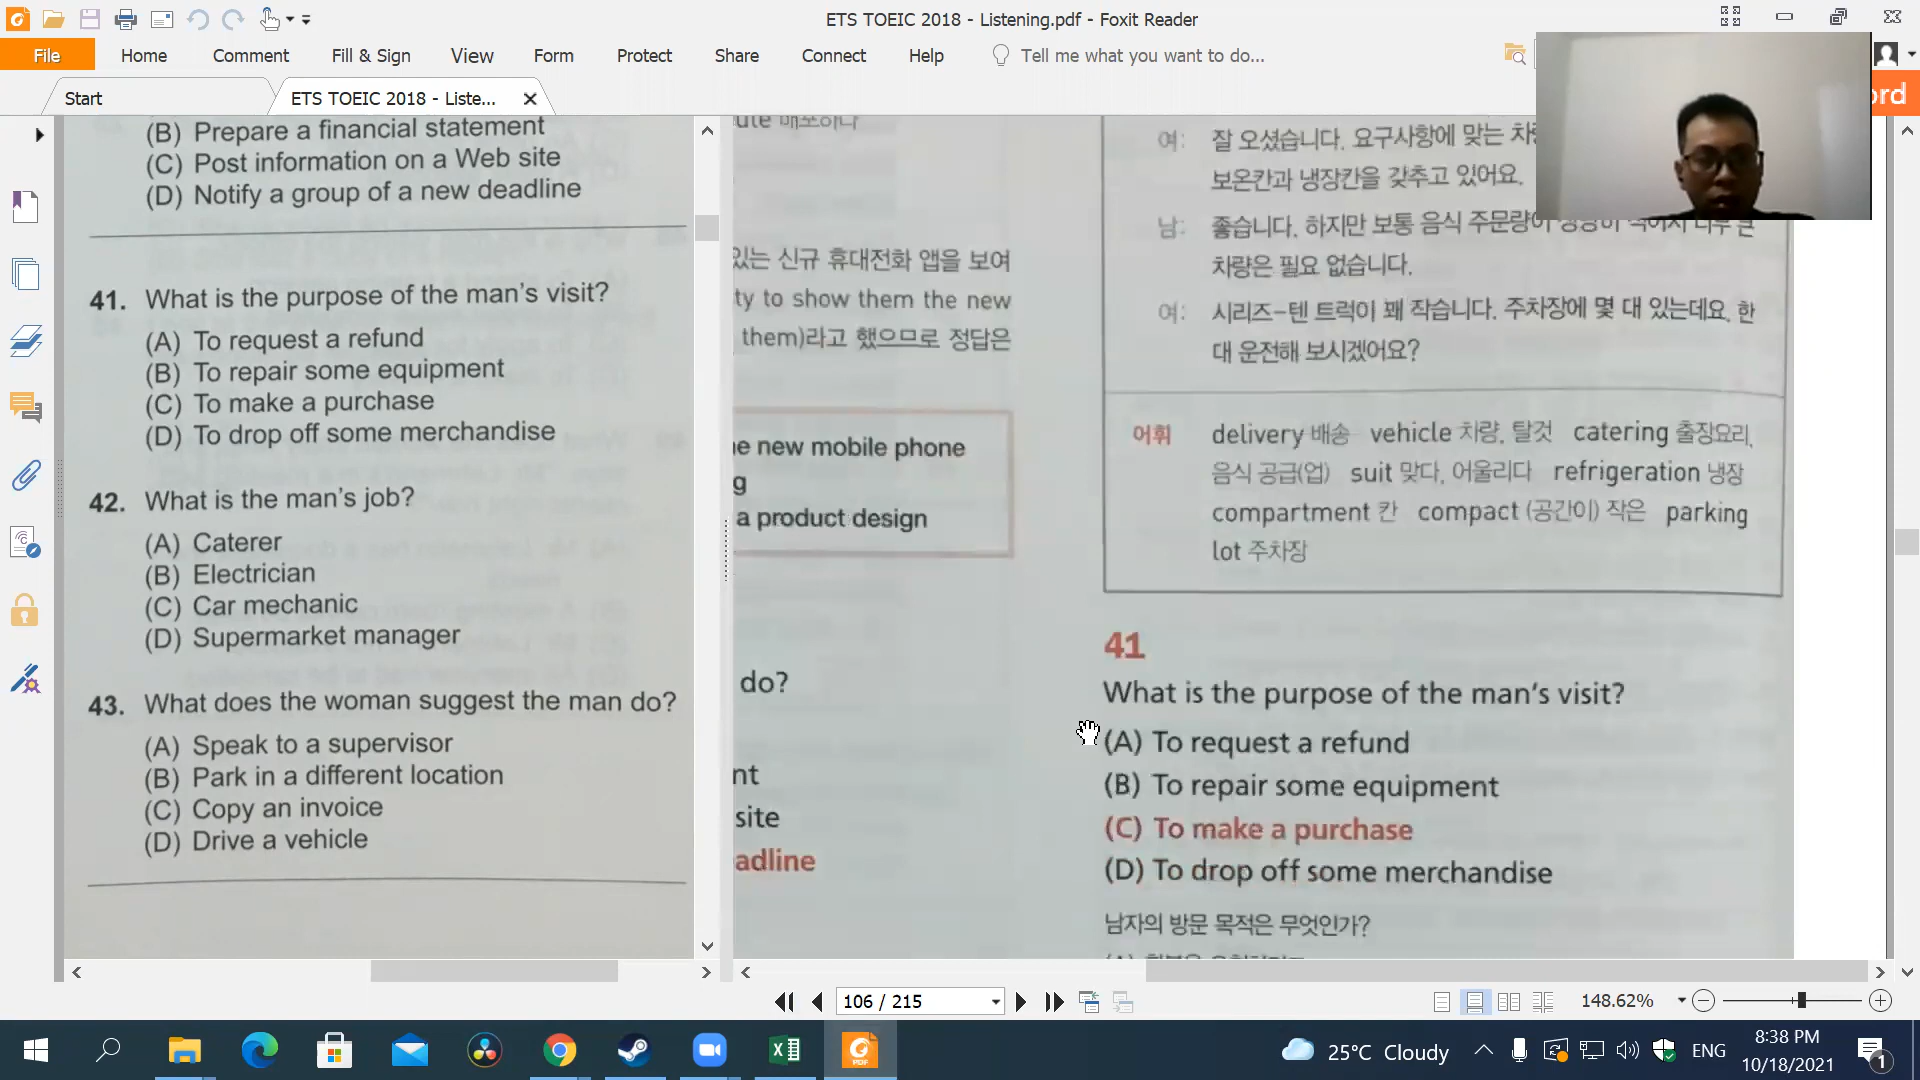 ETS TOEIC 2018 - Listening.pdf - Foxit Reader
File Home Comment Fill & Sign View Form Protect Share Connect Help Tell me what you want to do...
Start
ETS TOEIC 2018 - Liste...
(B) Prepare a financial statement
(C) Post information on a Web site
(D) Notify a group of a new deadline
41. What is the purpose of the man's visit?
(A) To request a refund
(B) To repair some equipment
(C) To make a purchase
(D) To drop off some merchandise
42. What is the man's job?
(A) Caterer
(B) Electrician
(C) Car mechanic
(D) Supermarket manager
43. What does the woman suggest the man do?
(A) Speak to a supervisor
(B) Park in a different location
(C) Copy an invoice
(D) Drive a vehicle
배포하다
있는 신규 휴대전화 앱을 보여
ty to show them the new
them)라고 했으므로 정답은
e new mobile phone
g
a product design
do?
nt
site
adline
여: 잘 오셨습니다. 요구사항에 맞는
보온칸과 냉장칸을 갖추고 있어요.
남: 좋습니다. 하지만 보통 음식 주문량이
차량은 필요 없습니다.
여: 시리즈-텐 트럭이 꽤 작습니다. 주차장에 몇 대 있는데요, 한
대 운전해 보시겠어요?
어휘 delivery 배송 vehicle 차량, 탈것 catering 출장요리,
음식 공급(업) suit 맞다, 어울리다 refrigeration 냉장
compartment 칸 compact (공간이) 작은 parking
lot 주차장
41
What is the purpose of the man's visit?
(A) To request a refund
(B) To repair some equipment
(C) To make a purchase
(D) To drop off some merchandise
남자의 방문 목적은 무엇인가?
ord
106 / 215
148.62%
25°C Cloudy
ENG
8:38 PM
10/18/2021
1